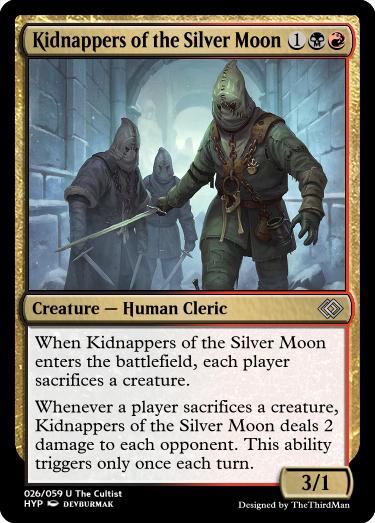 Kidnappers of the Silver Moon 1
Creature — Human Cleric
When Kidnappers of the Silver Moon
enters the battlefield, each player
sacrifices a creature.
Whenever a player sacrifices a creature,
Kidnappers of the Silver Moon deals 2
damage to each opponent. This ability
triggers only once each turn.
3/1
026/059 U The Cultist
HYP DEVBURMAK
Designed by TheThirdMan